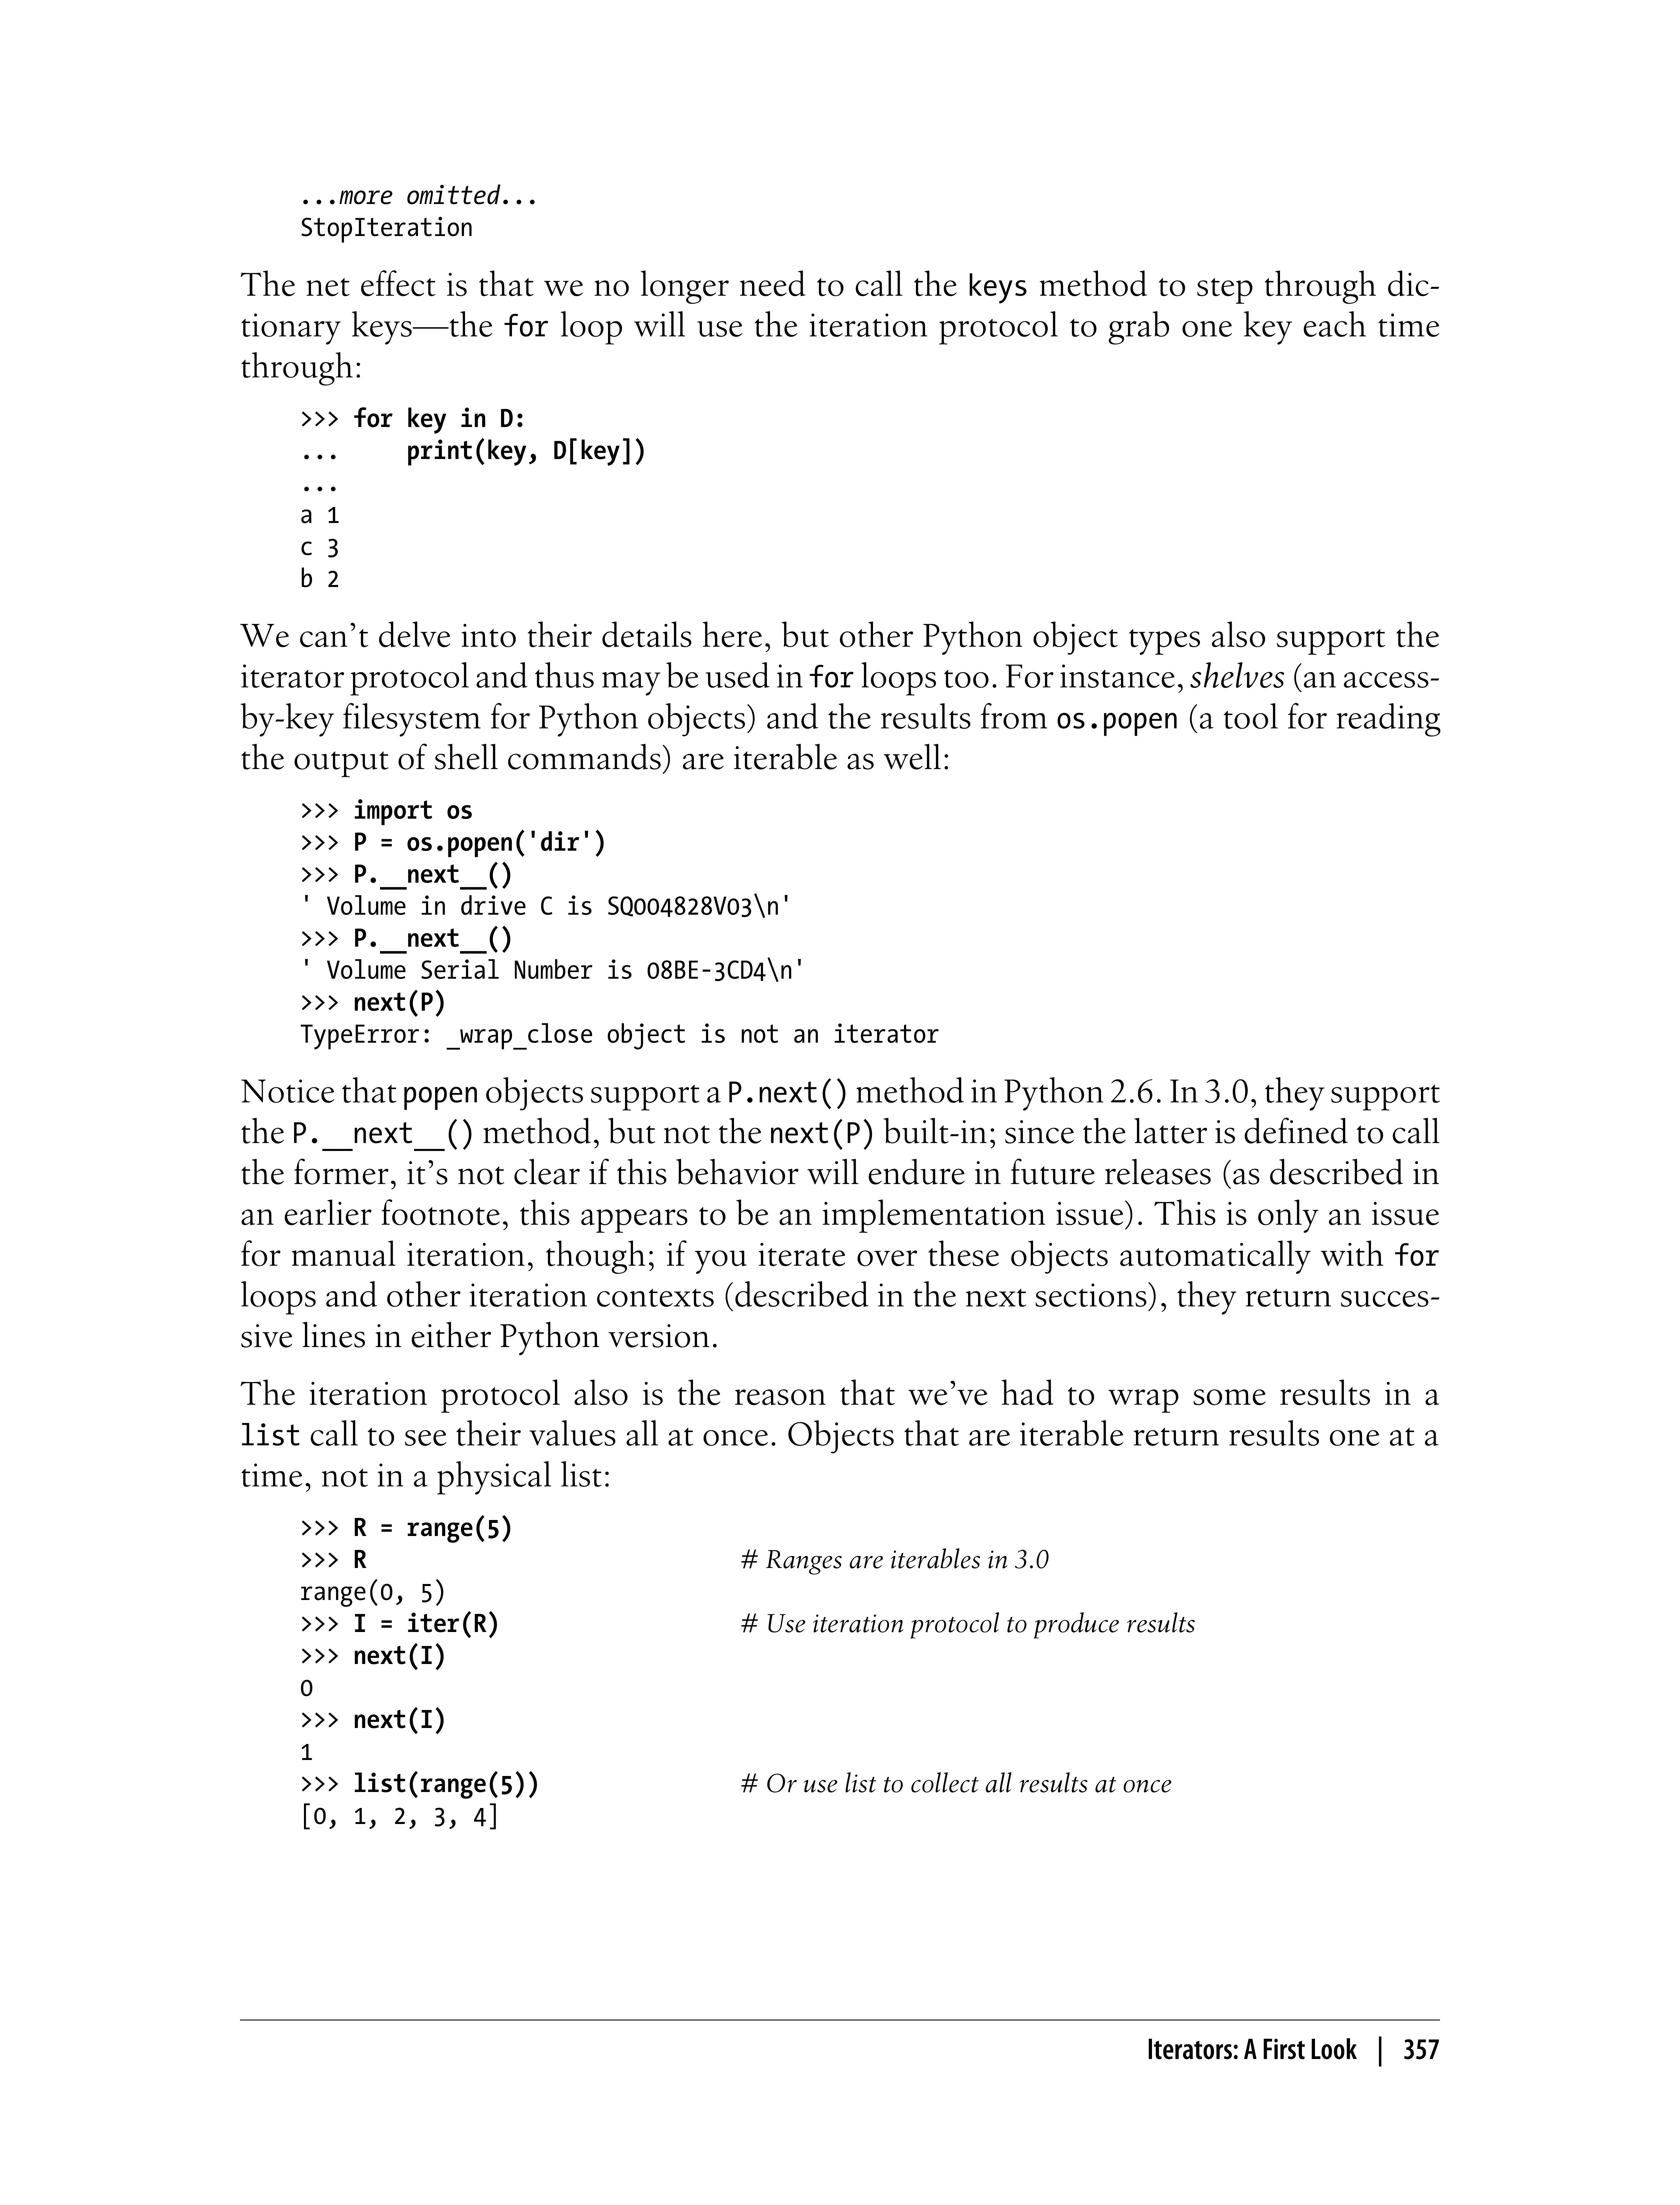 ...more omitted...
StopIteration
The net effect is that we no longer need to call the keys method to step through dic-
tionary keys—the for loop will use the iteration protocol to grab one key each time
through:
>>> for key in D:
...     print(key, D[key])
...
a 1
c 3
b 2
We can’t delve into their details here, but other Python object types also support the
iterator protocol and thus may be used in for loops too. For instance, shelves (an access-
by-key filesystem for Python objects) and the results from os.popen (a tool for reading
the output of shell commands) are iterable as well:
>>> import os
>>> P = os.popen('dir')
>>> P.__next__()
' Volume in drive C is SQ004828V03\n'
>>> P.__next__()
' Volume Serial Number is 08BE-3CD4\n'
>>> next(P)
TypeError: _wrap_close object is not an iterator
Notice that popen objects support a P.next() method in Python 2.6. In 3.0, they support
the P.__next__() method, but not the next(P) built-in; since the latter is defined to call
the former, it’s not clear if this behavior will endure in future releases (as described in
an earlier footnote, this appears to be an implementation issue). This is only an issue
for manual iteration, though; if you iterate over these objects automatically with for
loops and other iteration contexts (described in the next sections), they return succes-
sive lines in either Python version.
The iteration protocol also is the reason that we’ve had to wrap some results in a
list call to see their values all at once. Objects that are iterable return results one at a
time, not in a physical list:
>>> R = range(5)
>>> R                            # Ranges are iterables in 3.0
range(0, 5)
>>> I = iter(R)                  # Use iteration protocol to produce results
>>> next(I)
0
>>> next(I)
1
>>> list(range(5))               # Or use list to collect all results at once
[0, 1, 2, 3, 4]
Iterators: A First Look | 357